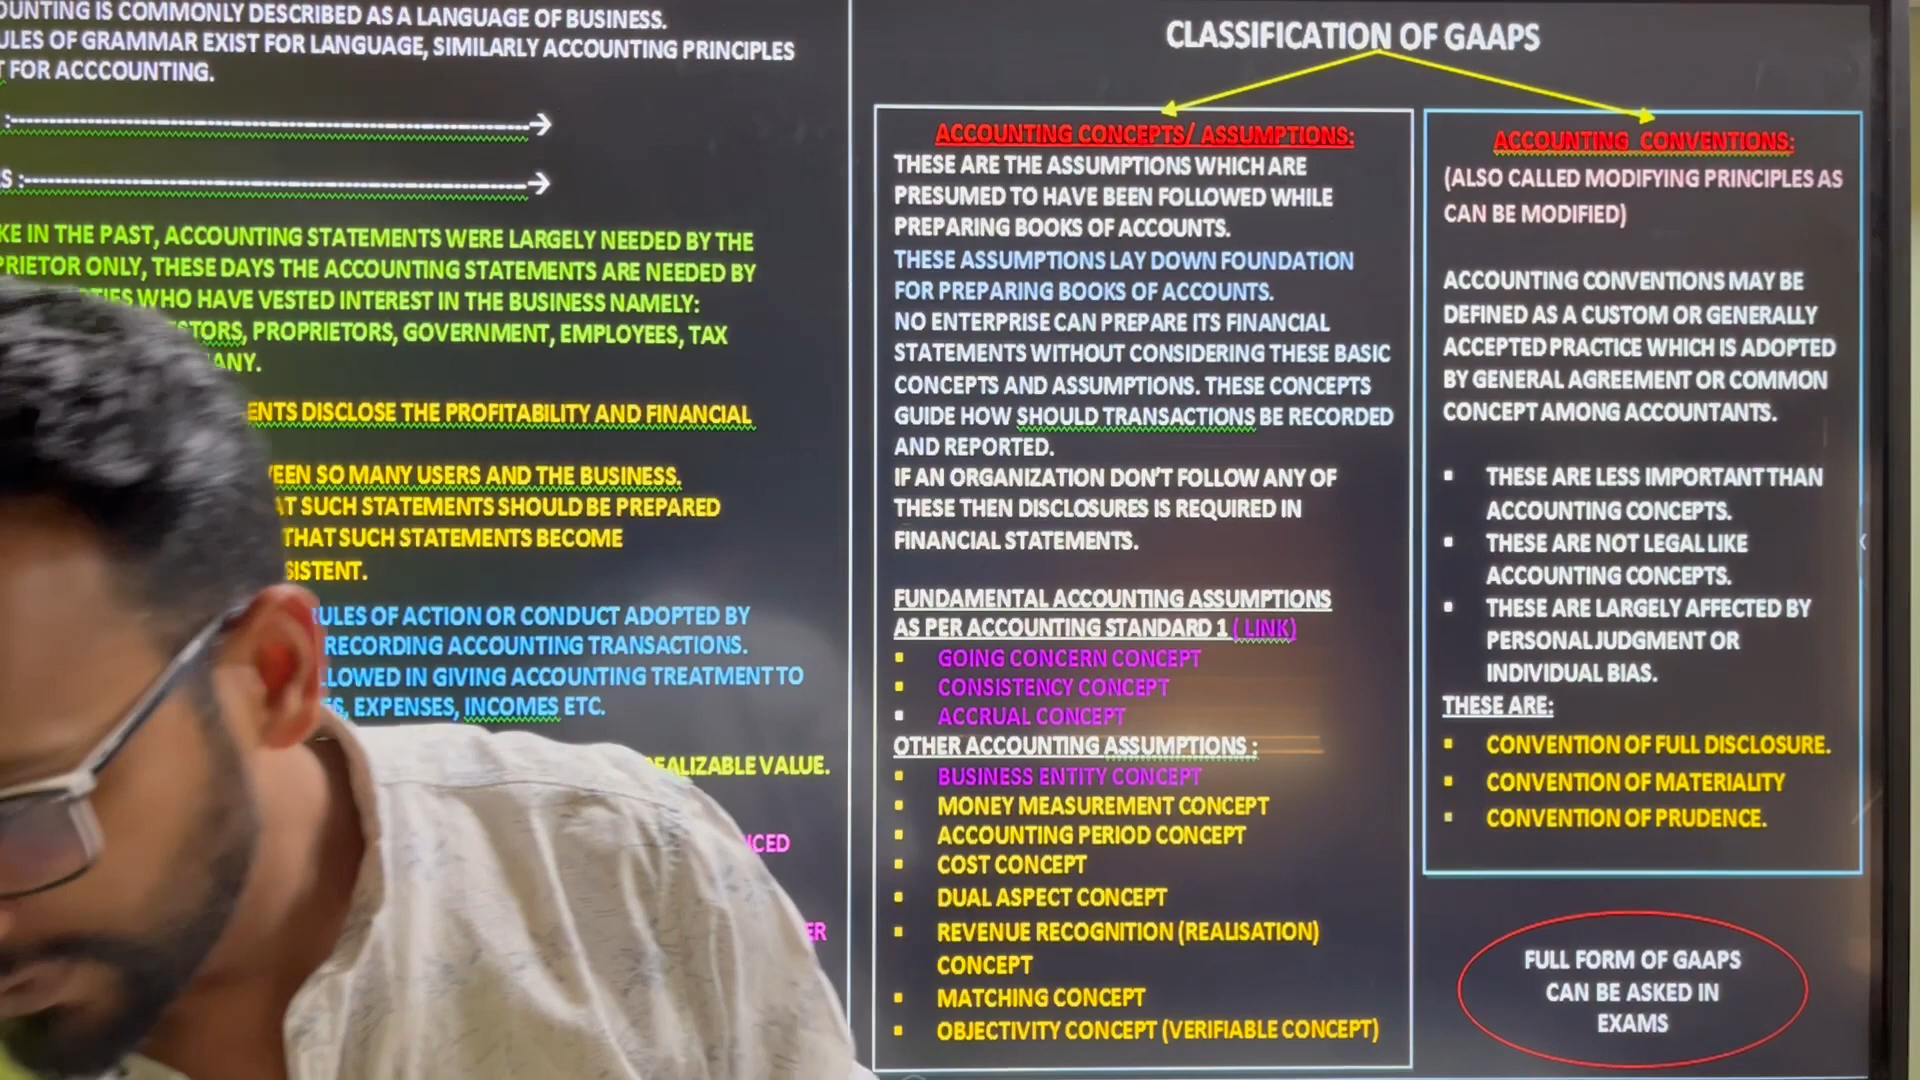 OUNTING IS COMMONLY DESCRIBED AS A LANGUAGE OF BUSINESS.
ULES OF GRAMMAR EXIST FOR LANGUAGE, SIMILARLY ACCOUNTING PRINCIPLES
T FOR ACCCOUNTING.
S :
KE IN THE PAST, ACCOUNTING STATEMENTS WERE LARGELY NEEDED BY THE
PRIETOR ONLY, THESE DAYS THE ACCOUNTING STATEMENTS ARE NEEDED BY
TIES WHO HAVE VESTED INTEREST IN THE BUSINESS NAMELY:
STORS, PROPRIETORS, GOVERNMENT, EMPLOYEES, TAX
ANY.
ENTS DISCLOSE THE PROFITABILITY AND FINANCIAL
EEN SO MANY USERS AND THE BUSINESS.
AT SUCH STATEMENTS SHOULD BE PREPARED
THAT SUCH STATEMENTS BECOME
SISTENT.
RULES OF ACTION OR CONDUCT ADOPTED BY
RECORDING ACCOUNTING TRANSACTIONS.
LLOWED IN GIVING ACCOUNTING TREATMENT TO
S, EXPENSES, INCOMES ETC.
EALIZABLE VALUE.
CED
ER
CLASSIFICATION OF GAAPS
ACCOUNTING CONCEPTS/ ASSUMPTIONS:
THESE ARE THE ASSUMPTIONS WHICH ARE
PRESUMED TO HAVE BEEN FOLLOWED WHILE
PREPARING BOOKS OF ACCOUNTS.
THESE ASSUMPTIONS LAY DOWN FOUNDATION
FOR PREPARING BOOKS OF ACCOUNTS.
NO ENTERPRISE CAN PREPARE ITS FINANCIAL
STATEMENTS WITHOUT CONSIDERING THESE BASIC
CONCEPTS AND ASSUMPTIONS. THESE CONCEPTS
GUIDE HOW SHOULD TRANSACTIONS BE RECORDED
AND REPORTED.
IF AN ORGANIZATION DON'T FOLLOW ANY OF
THESE THEN DISCLOSURES IS REQUIRED IN
FINANCIAL STATEMENTS.
FUNDAMENTAL ACCOUNTING ASSUMPTIONS
AS PER ACCOUNTING STANDARD 1 ( LINK)
▪ GOING CONCERN CONCEPT
▪ CONSISTENCY CONCEPT
▪ ACCRUAL CONCEPT
OTHER ACCOUNTING ASSUMPTIONS :
▪ BUSINESS ENTITY CONCEPT
▪ MONEY MEASUREMENT CONCEPT
▪ ACCOUNTING PERIOD CONCEPT
▪ COST CONCEPT
▪ DUAL ASPECT CONCEPT
▪ REVENUE RECOGNITION (REALISATION)
CONCEPT
▪ MATCHING CONCEPT
▪ OBJECTIVITY CONCEPT (VERIFIABLE CONCEPT)
ACCOUNTING CONVENTIONS:
(ALSO CALLED MODIFYING PRINCIPLES AS
CAN BE MODIFIED)
ACCOUNTING CONVENTIONS MAY BE
DEFINED AS A CUSTOM OR GENERALLY
ACCEPTED PRACTICE WHICH IS ADOPTED
BY GENERAL AGREEMENT OR COMMON
CONCEPT AMONG ACCOUNTANTS.
▪ THESE ARE LESS IMPORTANT THAN
ACCOUNTING CONCEPTS.
▪ THESE ARE NOT LEGAL LIKE
ACCOUNTING CONCEPTS.
▪ THESE ARE LARGELY AFFECTED BY
PERSONAL JUDGMENT OR
INDIVIDUAL BIAS.
THESE ARE:
▪ CONVENTION OF FULL DISCLOSURE.
▪ CONVENTION OF MATERIALITY
▪ CONVENTION OF PRUDENCE.
FULL FORM OF GAAPS
CAN BE ASKED IN
EXAMS